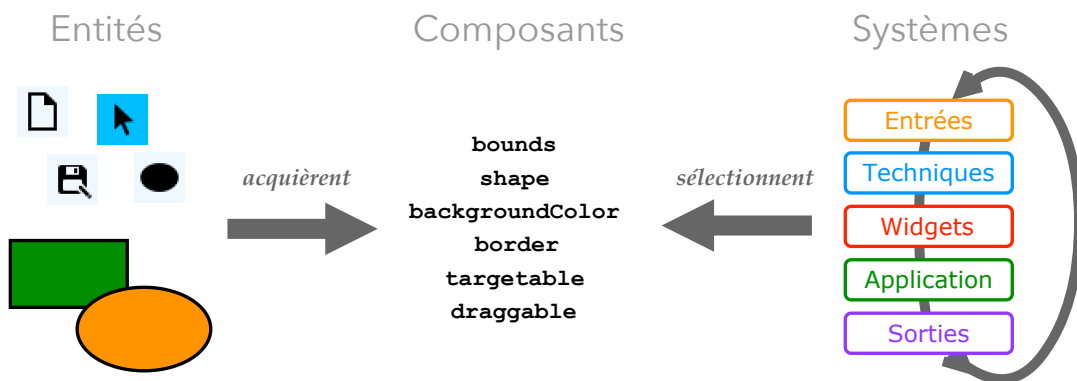 Entités
Composants
Systèmes
acquièrent
bounds
shape
backgroundColor
border
targetable
draggable
sélectionnent
Entrées
Techniques
Widgets
Application
Sorties